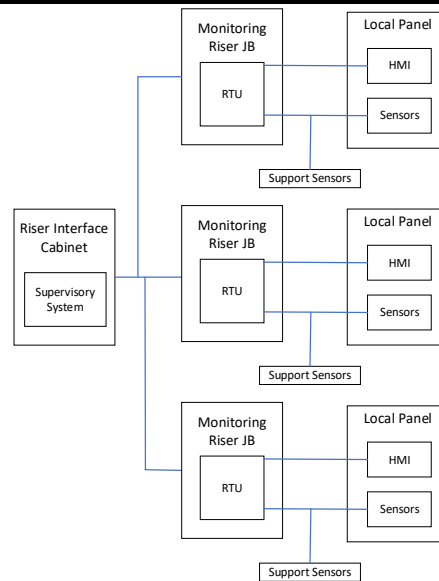 Monitoring
Riser JB
RTU
Local Panel
HMI
Sensors
Support Sensors
Riser Interface
Cabinet
Supervisory
System
Monitoring
Riser JB
RTU
Local Panel
HMI
Sensors
Support Sensors
Monitoring
Riser JB
RTU
Local Panel
HMI
Sensors
Support Sensors